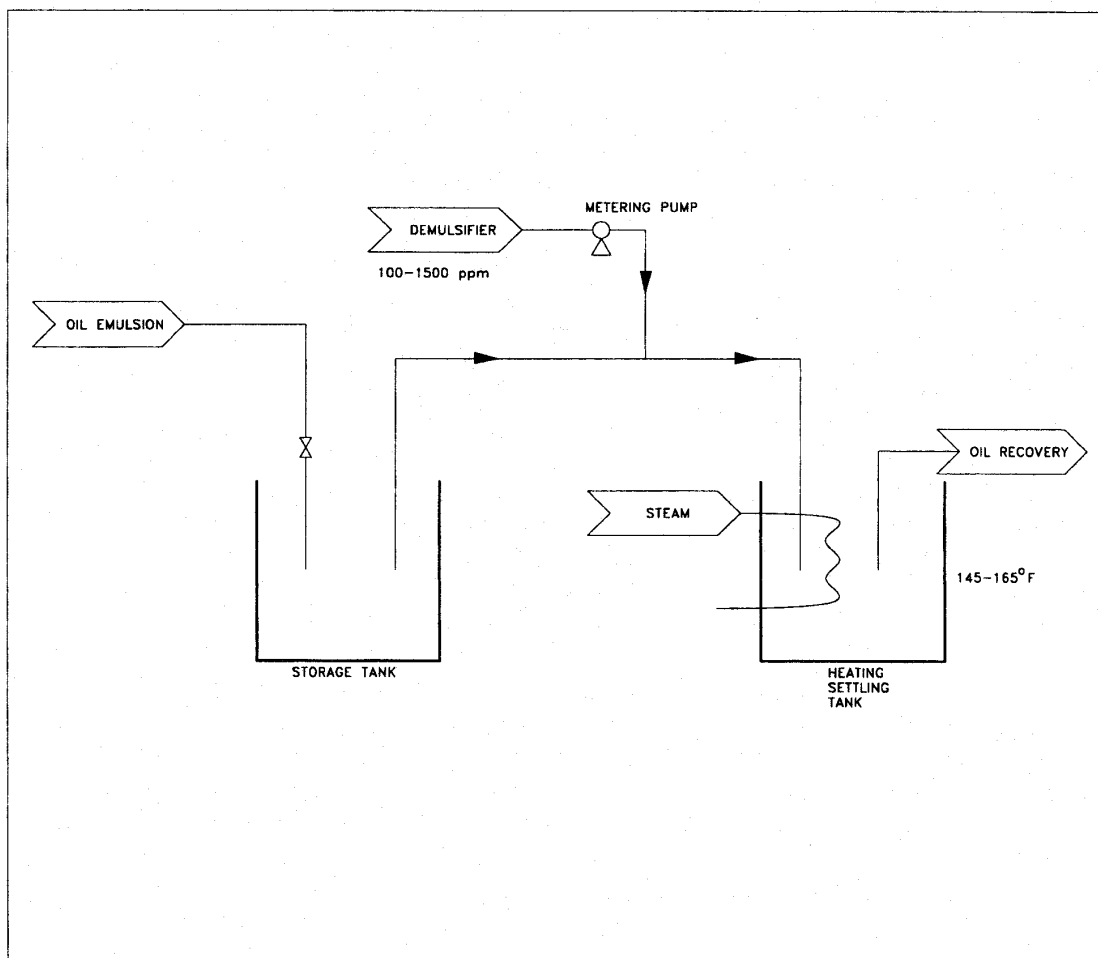 METERING PUMP
DEMULSIFIER
100-1500 ppm
OIL EMULSION
OIL RECOVERY
STEAM
145-165°F
STORAGE TANK
HEATING
SETTLING
TANK